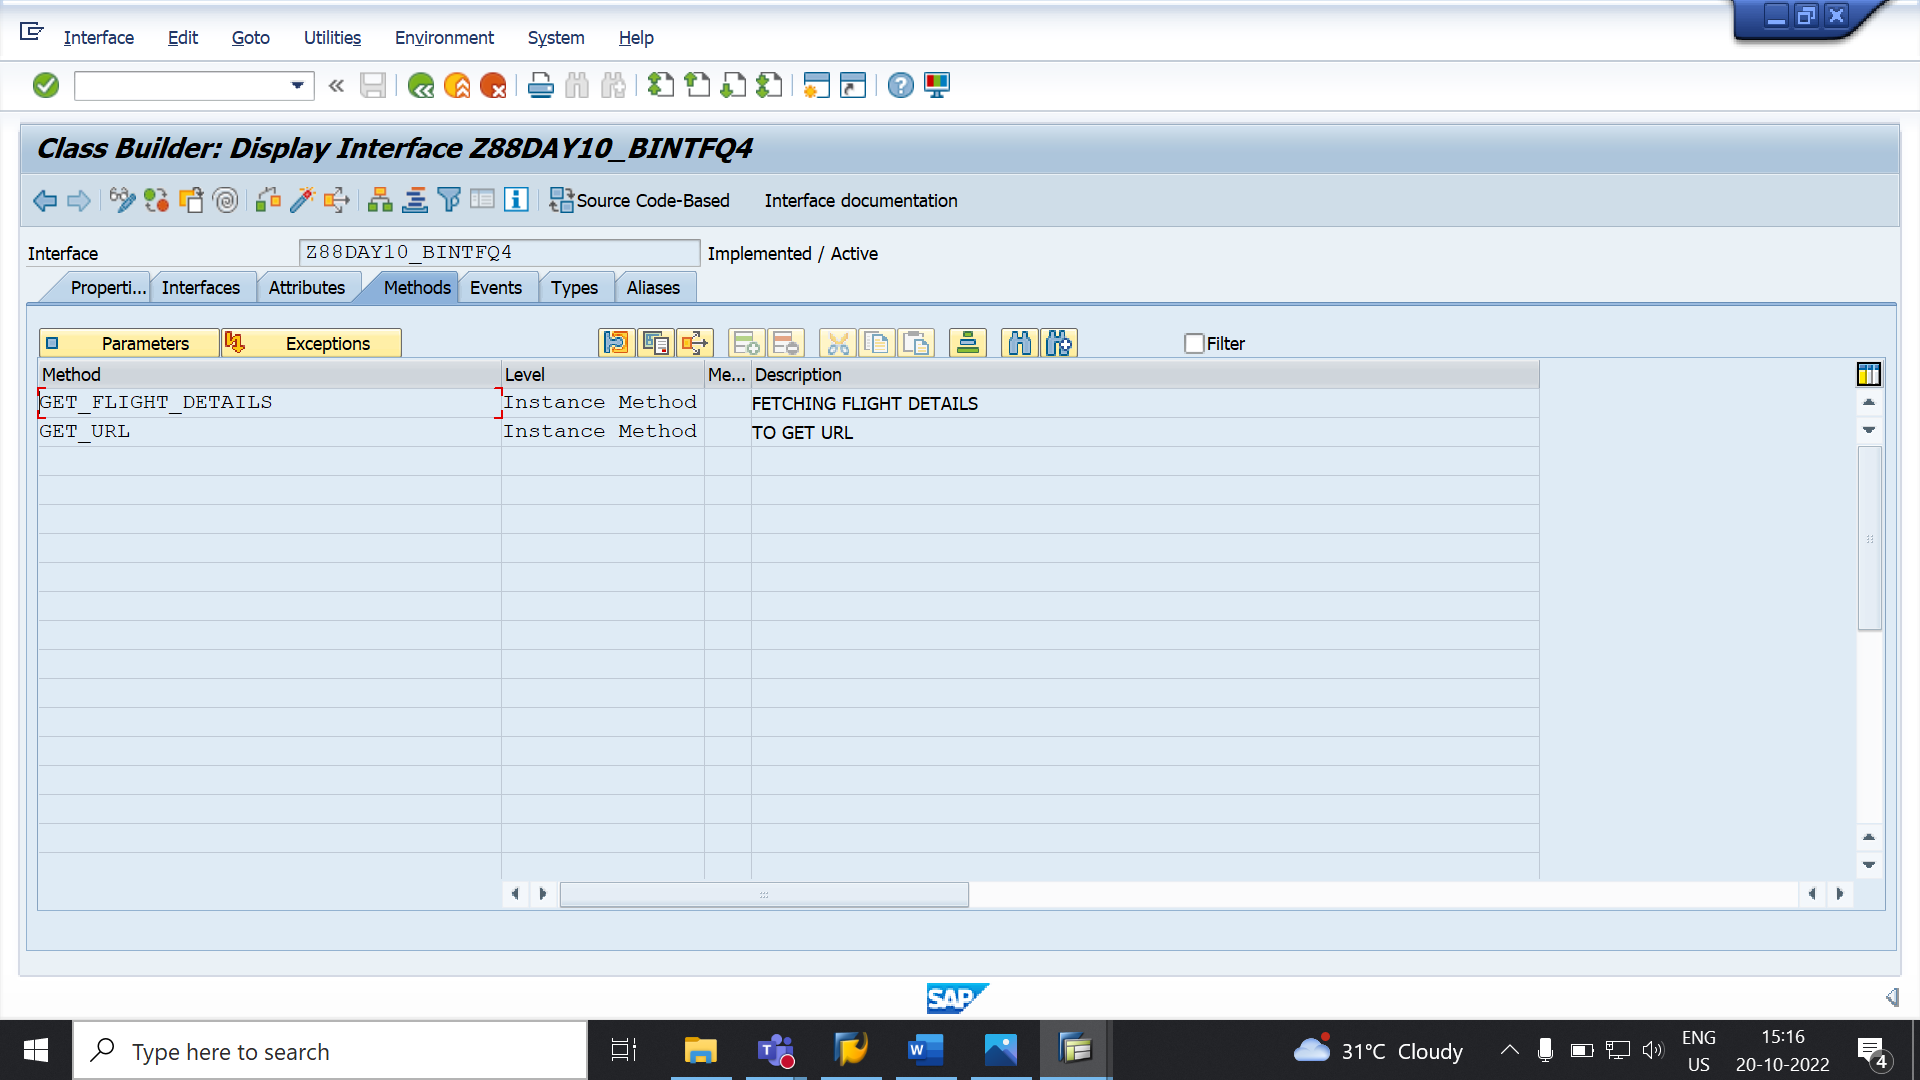 Interface Edit Goto Utilities Environment System Help
Class Builder: Display Interface Z88DAY10_BINTFQ4
Source Code-Based Interface documentation
Interface Z88DAY10_BINTFQ4 Implemented / Active
Properti... Interfaces Attributes Methods Events Types Aliases
Parameters Exceptions Filter
Method Level Me... Description
GET_FLIGHT_DETAILS Instance Method FETCHING FLIGHT DETAILS
GET_URL Instance Method TO GET URL
SAP
Type here to search 31°C Cloudy ENG US 15:16 20-10-2022 4